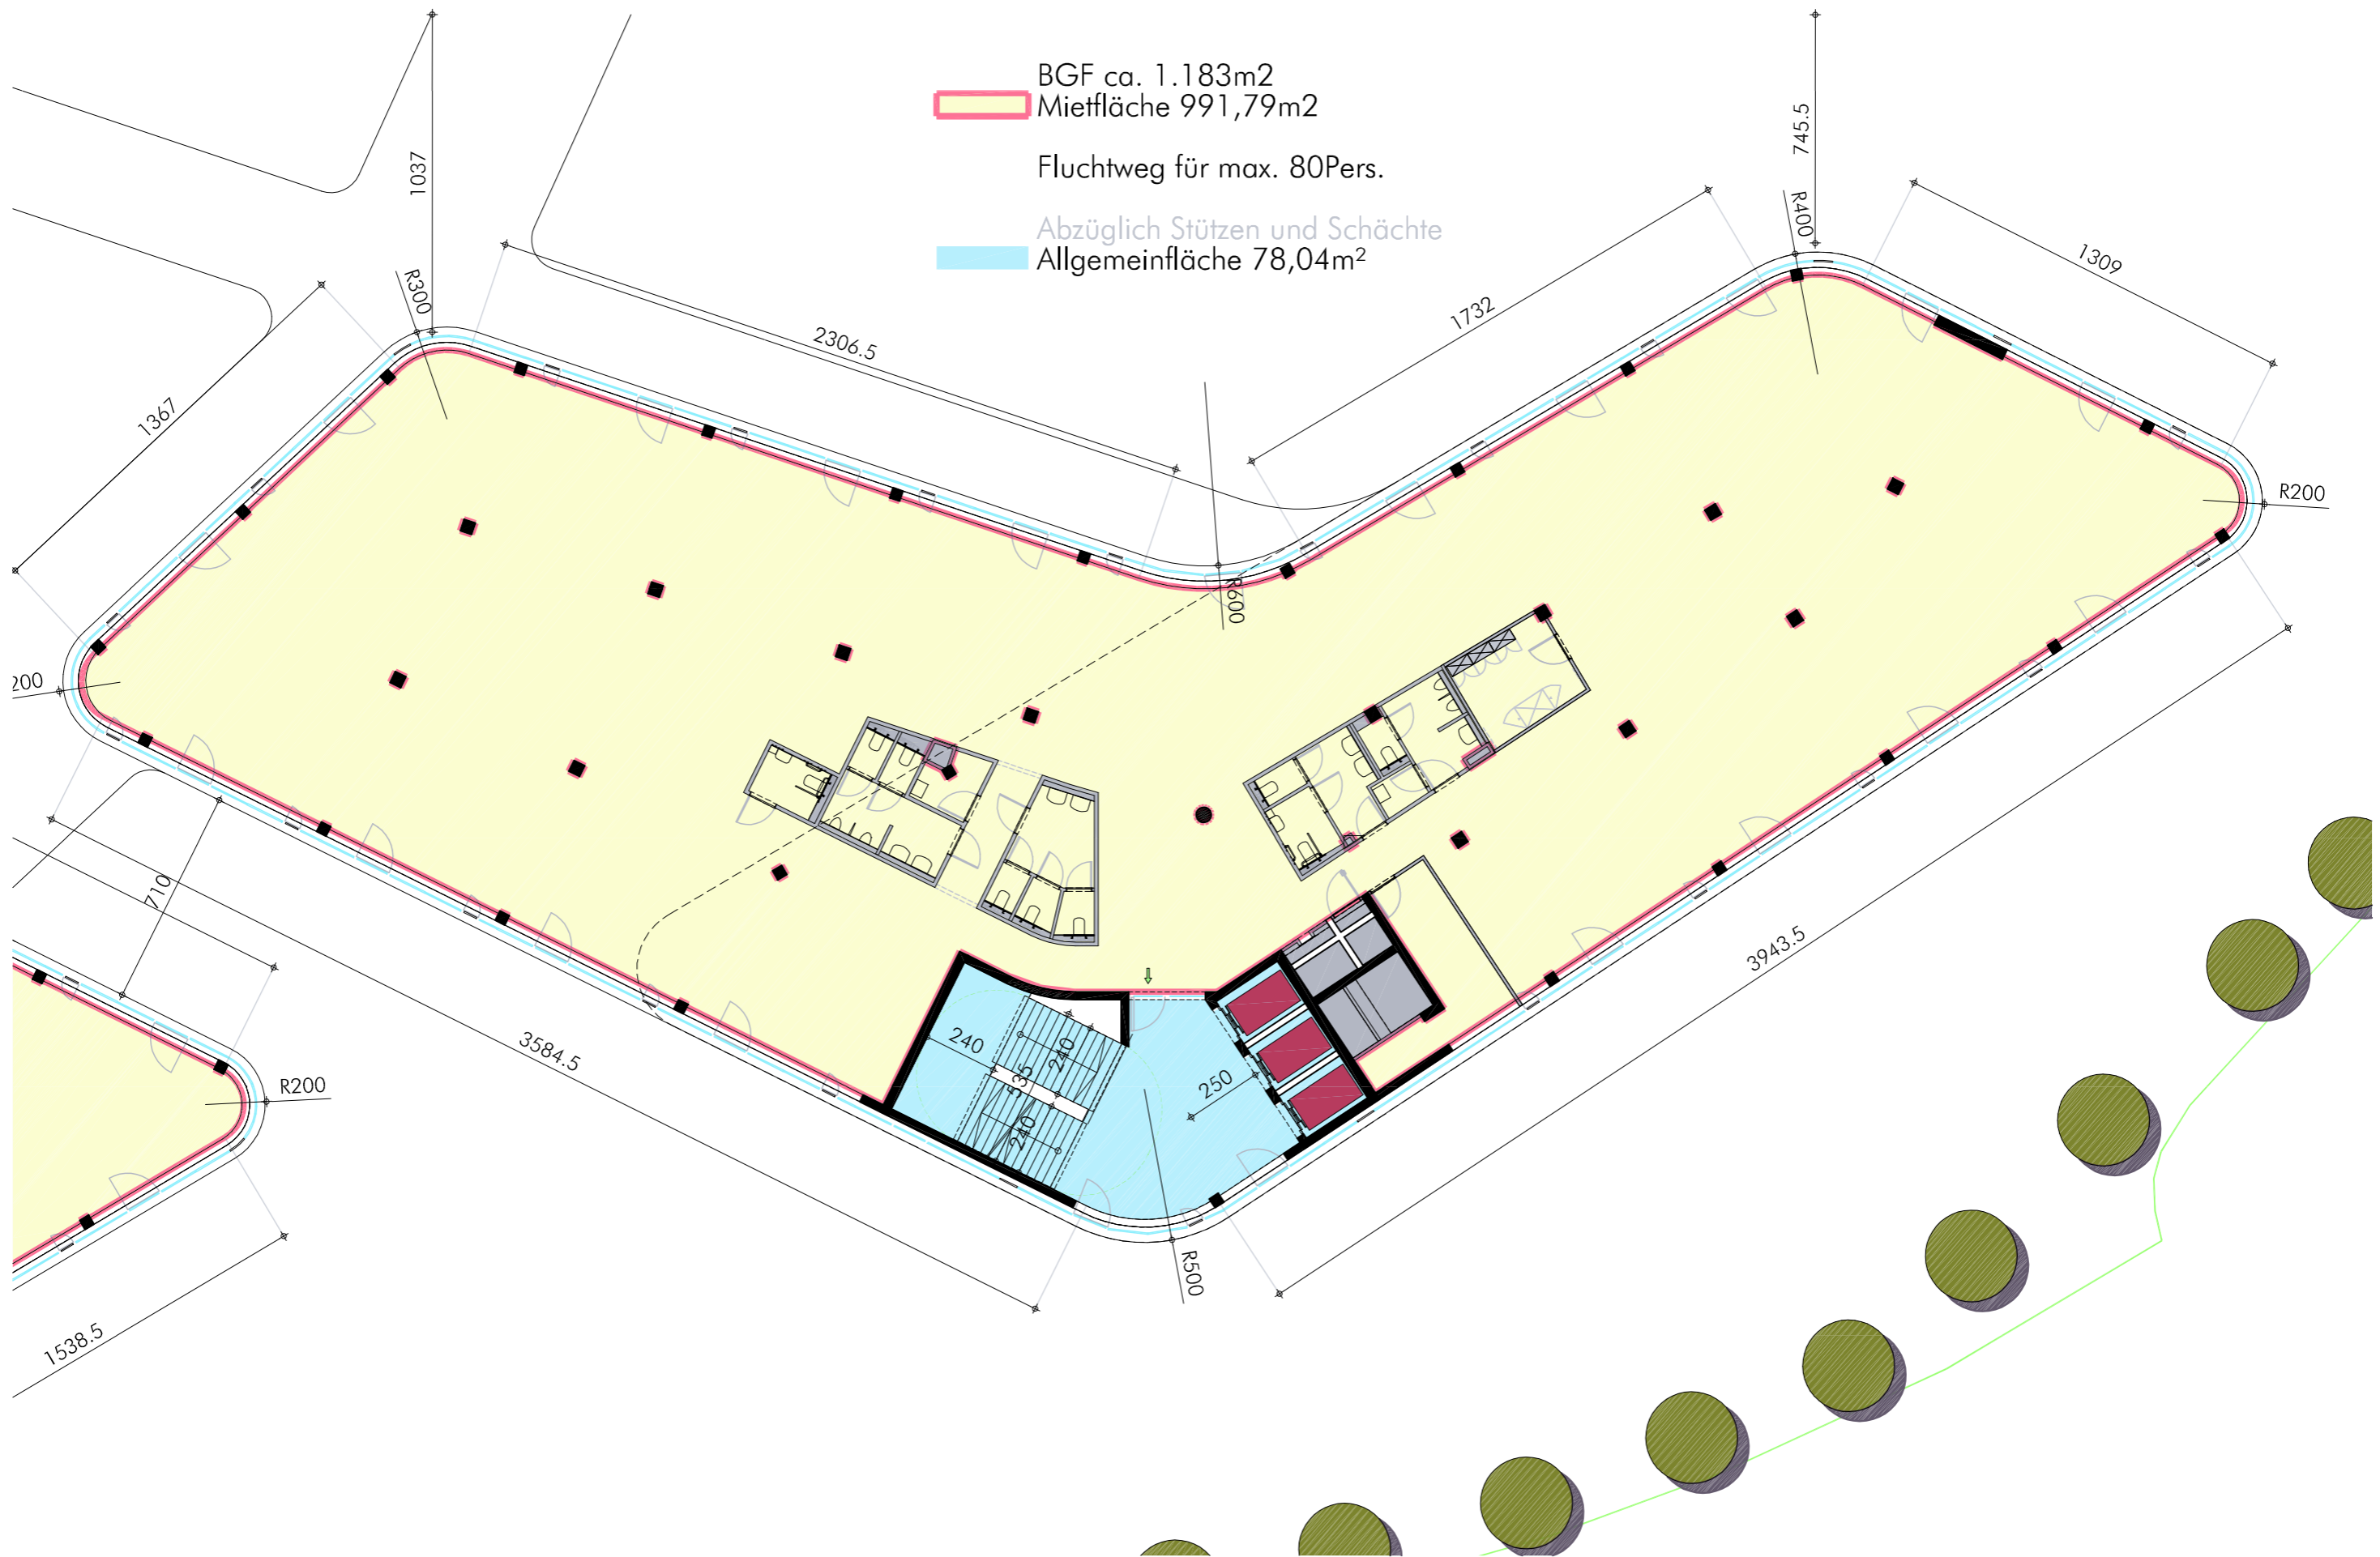 BGF ca. 1.183m2
Mietfläche 991,79m2
Fluchtweg für max. 80Pers.
Abzüglich Stützen und Schächte
Allgemeinfläche 78,04m²
1037
745.5
R300
R400
1309
2306.5
1732
1367
R200
R600
200
710
3584.5
3943.5
240
240
535
240
250
R200
R500
1538.5